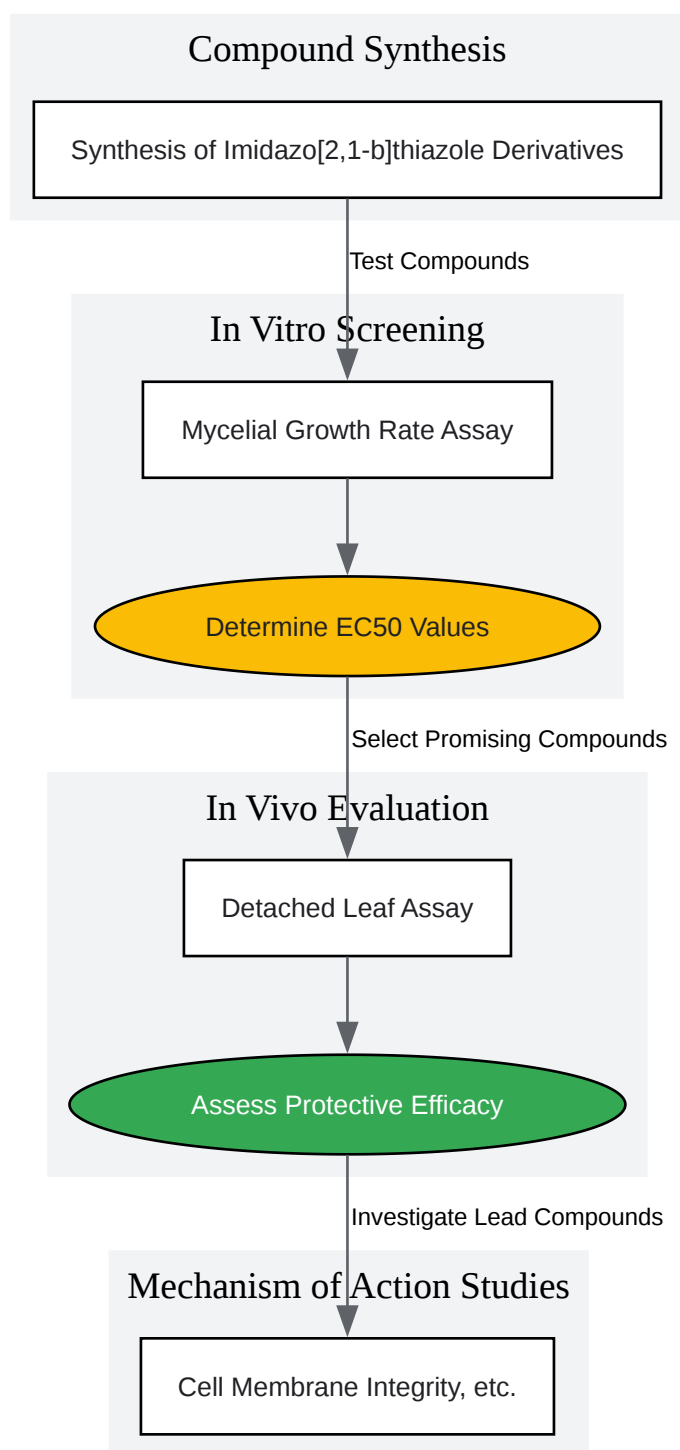 Compound Synthesis
Synthesis of Imidazo[2,1-b]thiazole Derivatives
Test Compounds
In Vitro Screening
Mycelial Growth Rate Assay
Determine EC50 Values
Select Promising Compounds
In Vivo Evaluation
Detached Leaf Assay
Assess Protective Efficacy
Investigate Lead Compounds
Mechanism of Action Studies
Cell Membrane Integrity, etc.